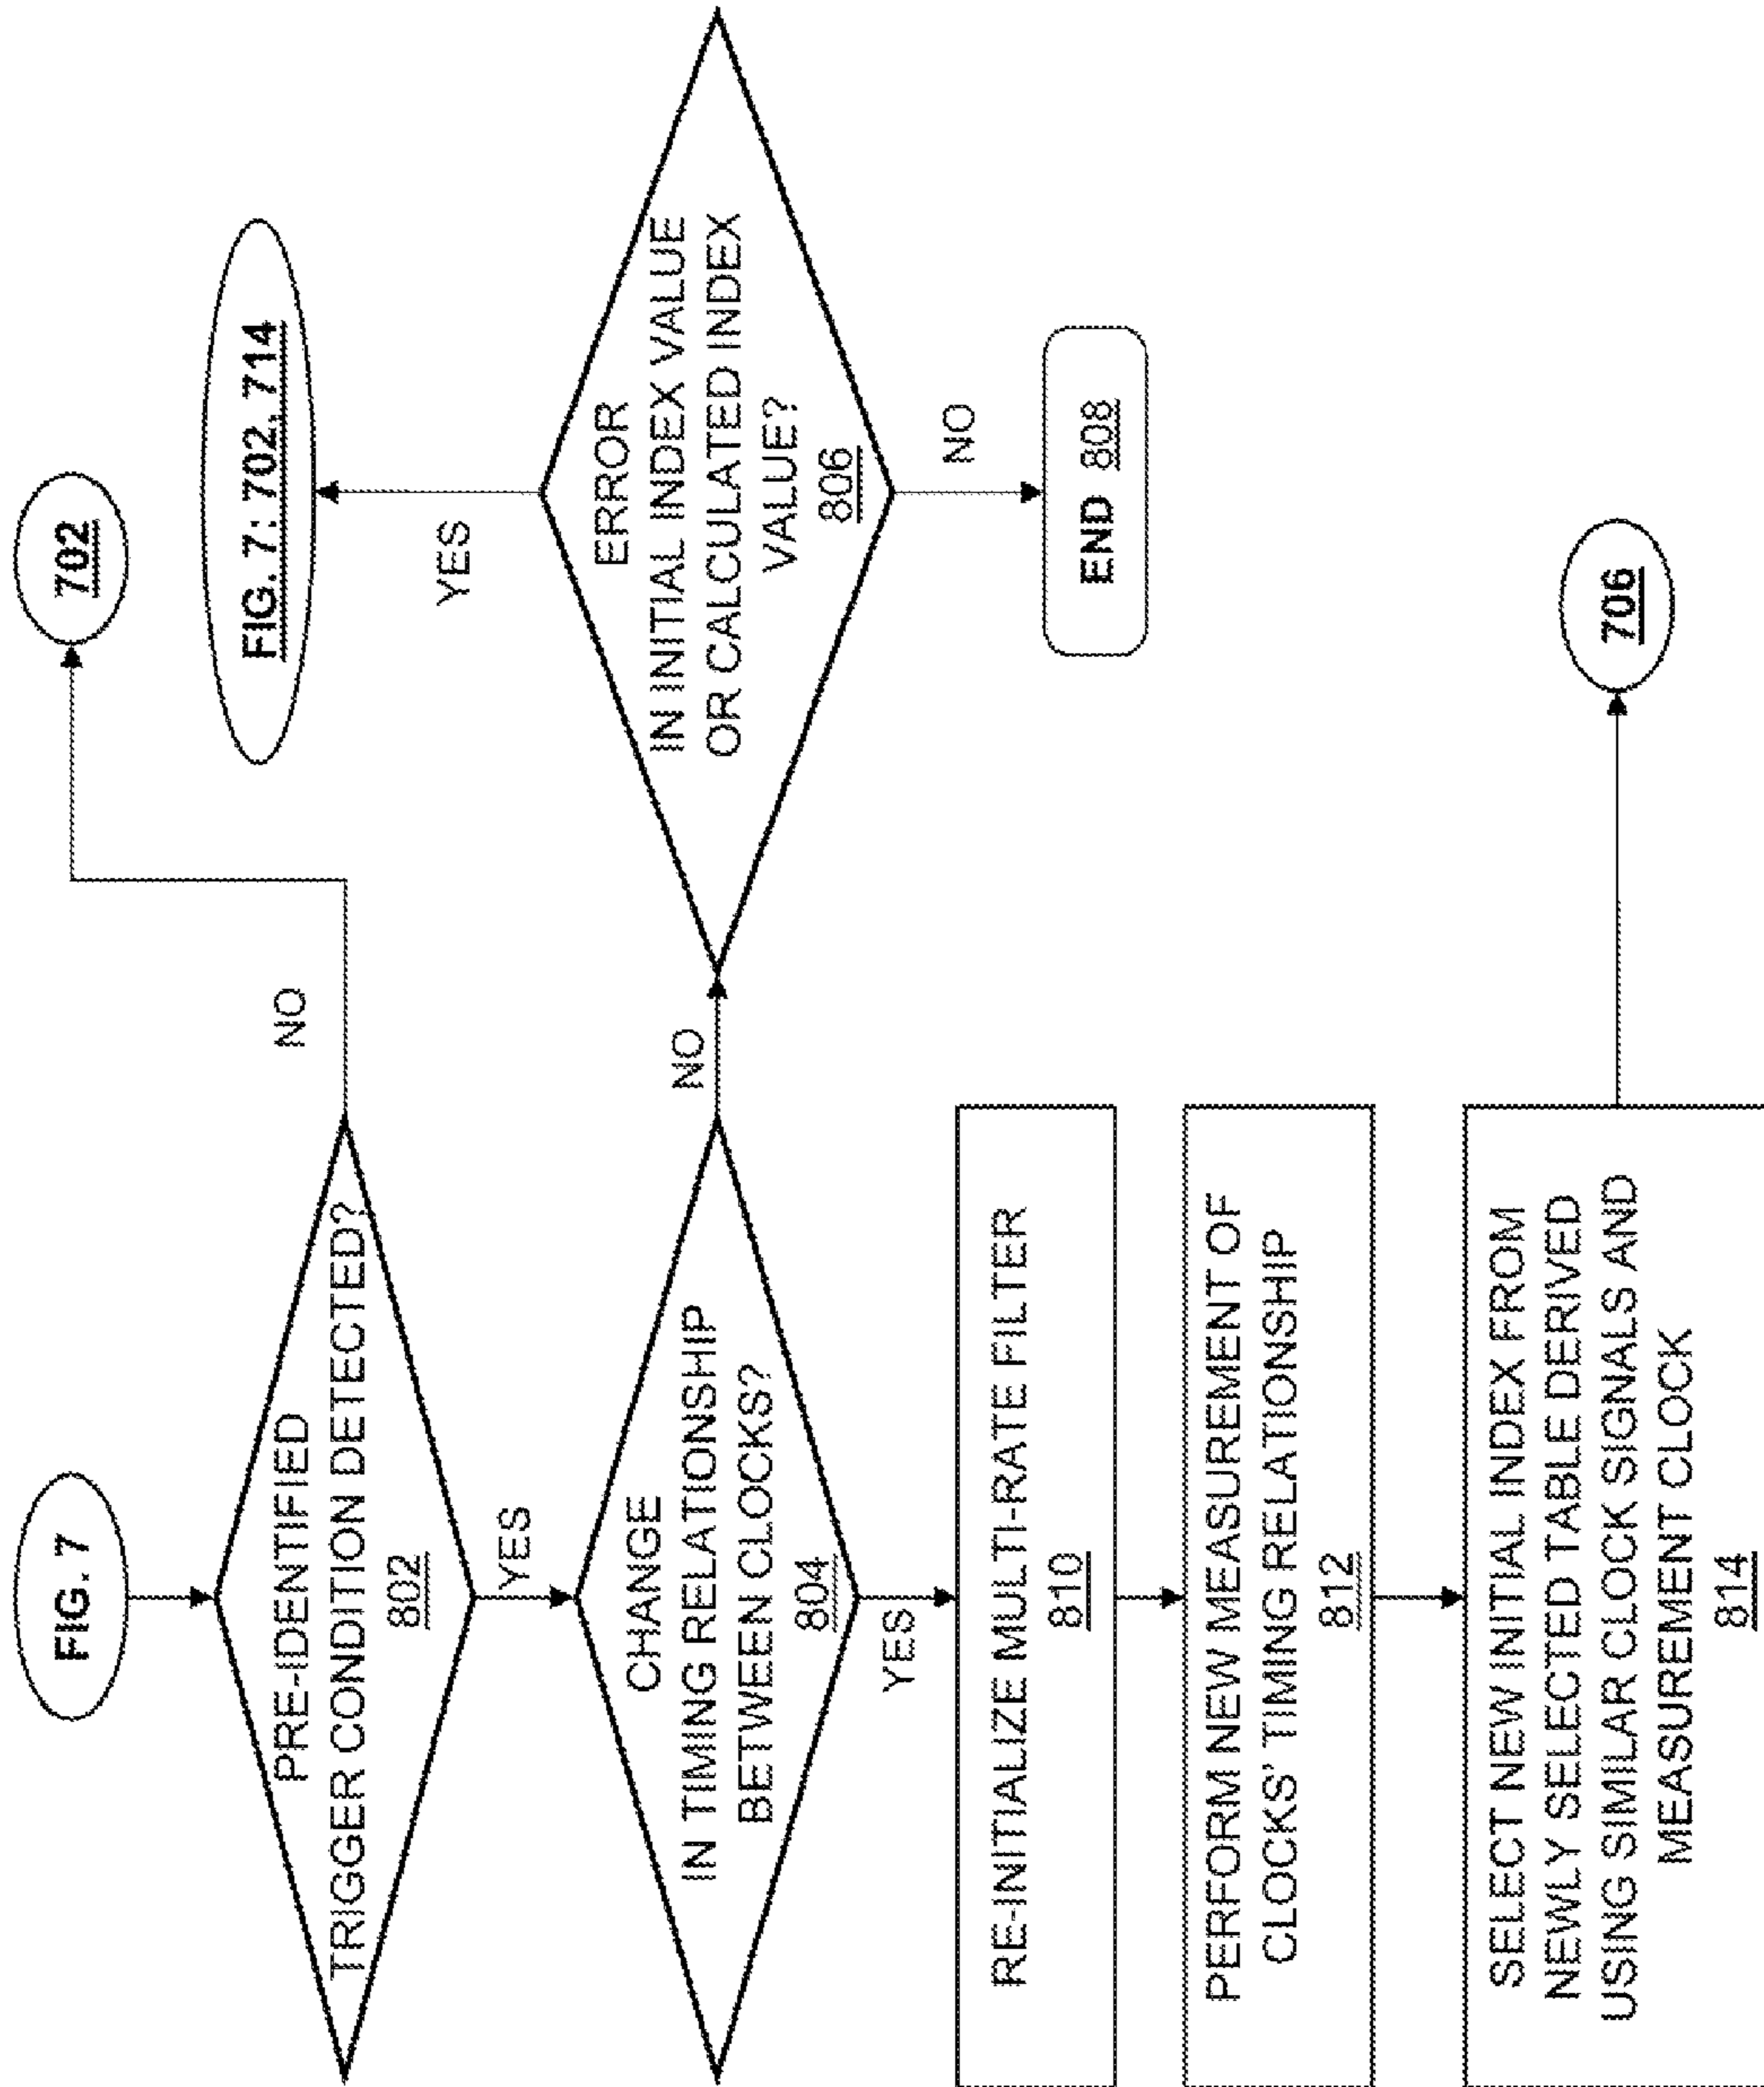 FIG. 7
PRE-IDENTIFIED
TRIGGER CONDITION DETECTED?
802
NO
702
YES
CHANGE
IN TIMING RELATIONSHIP
BETWEEN CLOCKS?
804
NO
ERROR
IN INITIAL INDEX VALUE
OR CALCULATED INDEX
VALUE?
806
YES
FIG. 7: 702, 714
NO
END 808
YES
RE-INITIALIZE MULTI-RATE FILTER
810
PERFORM NEW MEASUREMENT OF
CLOCKS' TIMING RELATIONSHIP
812
SELECT NEW INITIAL INDEX FROM
NEWLY SELECTED TABLE DERIVED
USING SIMILAR CLOCK SIGNALS AND
MEASUREMENT CLOCK
814
706